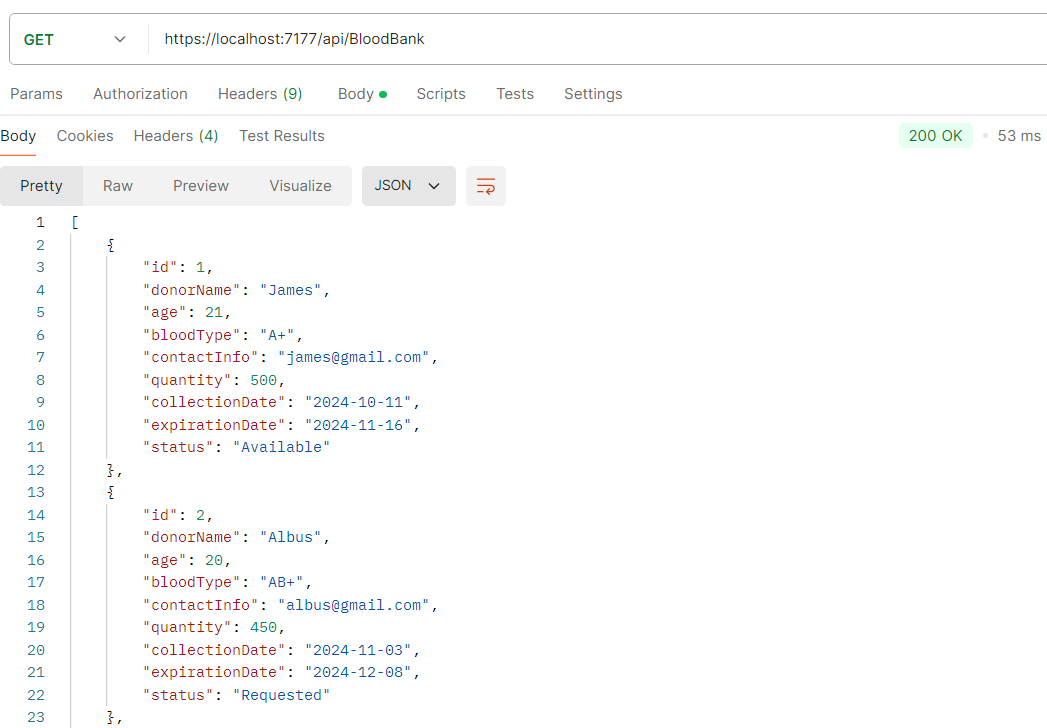 GET https://localhost:7177/api/BloodBank
Params Authorization Headers (9) Body Scripts Tests Settings
Body Cookies Headers (4) Test Results 200 OK 53 ms
Pretty Raw Preview Visualize JSON
1 [
2 {
3 "id": 1,
4 "donorName": "James",
5 "age": 21,
6 "bloodType": "A+",
7 "contactInfo": "james@gmail.com",
8 "quantity": 500,
9 "collectionDate": "2024-10-11",
10 "expirationDate": "2024-11-16",
11 "status": "Available"
12 },
13 {
14 "id": 2,
15 "donorName": "Albus",
16 "age": 20,
17 "bloodType": "AB+",
18 "contactInfo": "albus@gmail.com",
19 "quantity": 450,
20 "collectionDate": "2024-11-03",
21 "expirationDate": "2024-12-08",
22 "status": "Requested"
23 },